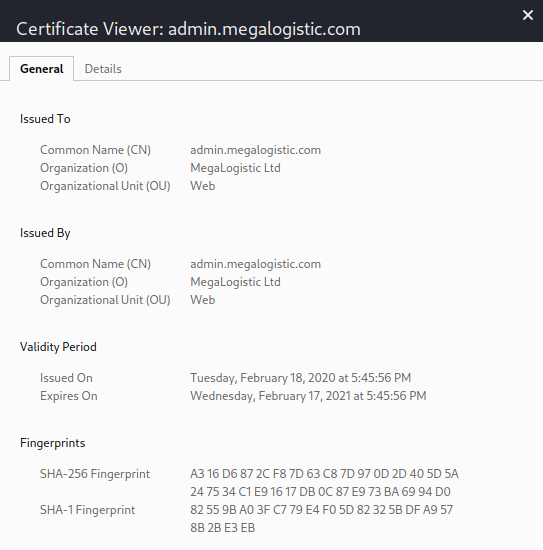 Certificate Viewer: admin.megalogistic.com
General Details
Issued To
Common Name (CN) admin.megalogistic.com
Organization (O) MegaLogistic Ltd
Organizational Unit (OU) Web
Issued By
Common Name (CN) admin.megalogistic.com
Organization (O) MegaLogistic Ltd
Organizational Unit (OU) Web
Validity Period
Issued On Tuesday, February 18, 2020 at 5:45:56 PM
Expires On Wednesday, February 17, 2021 at 5:45:56 PM
Fingerprints
SHA-256 Fingerprint A3 16 D6 87 2C F8 7D 63 C8 7D 97 0D 2D 40 5D 5A
24 75 34 C1 E9 16 17 DB 0C 87 E9 73 BA 69 94 D0
SHA-1 Fingerprint 82 55 9B A0 3F C7 79 E4 F0 5D 82 32 5B DF A9 57
8B 2B E3 EB